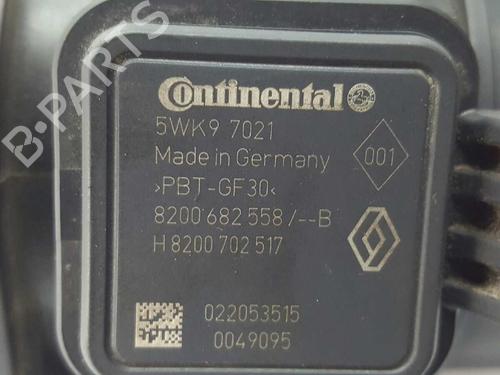 Continental
5WK9 7021
Made in Germany
001
>PBT-GF30<
8200 682 558 /--B
H 8200 702 517
022053515
0049095
B-PARTS